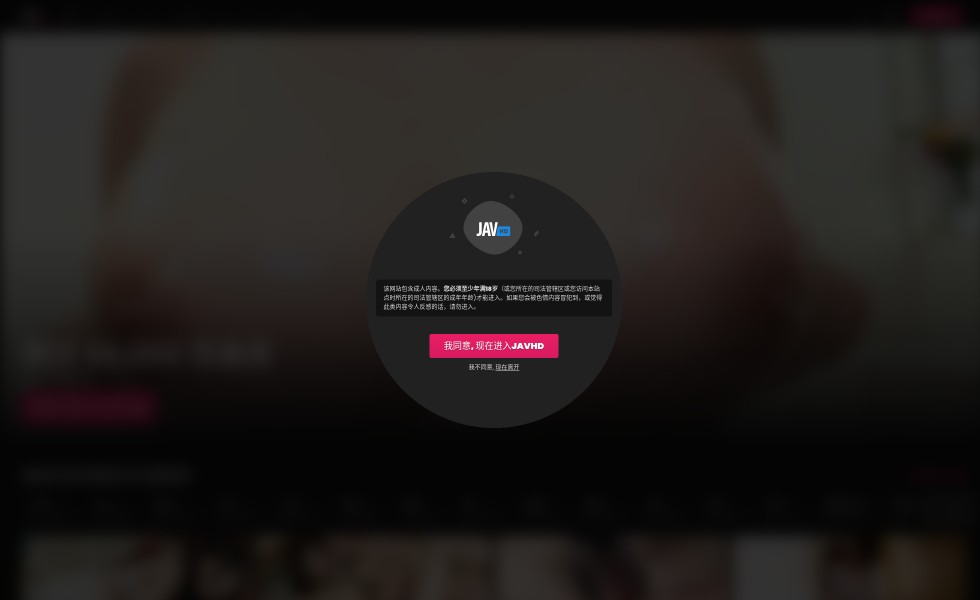 JAV HD
该网站包含成人内容。您必须至少年满18岁（或您所在的司法管辖区或您访问本站
点时所在的司法管辖区的成年年龄)才能进入。如果您会被色情内容冒犯到，或觉得
此类内容令人反感的话，请勿进入。
我同意, 现在进入JAVHD
我不同意, 现在离开